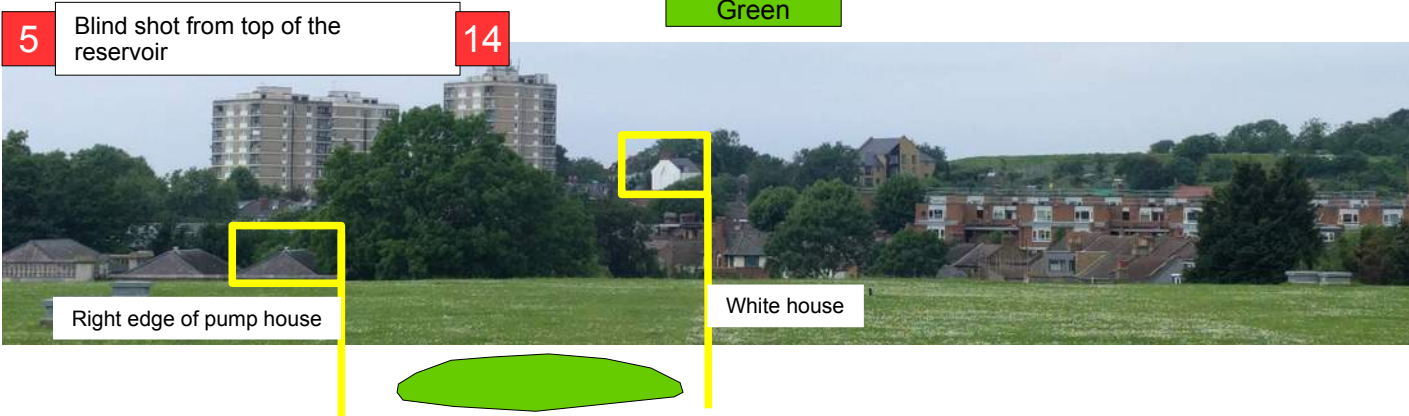 Green
5
Blind shot from top of the
reservoir
14
Right edge of pump house
White house